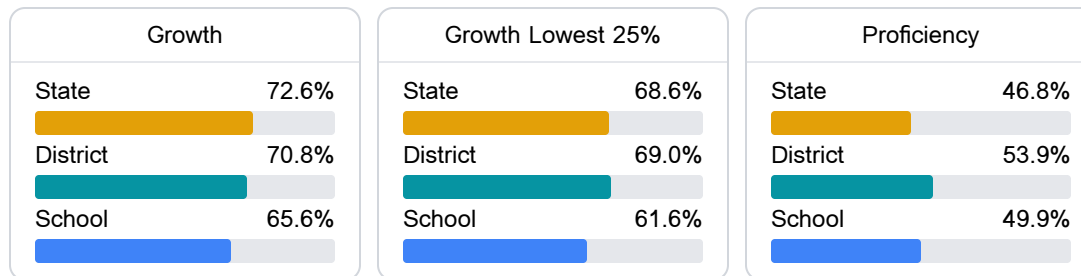 Growth
State 72.6%
District 70.8%
School 65.6%
Growth Lowest 25%
State 68.6%
District 69.0%
School 61.6%
Proficiency
State 46.8%
District 53.9%
School 49.9%